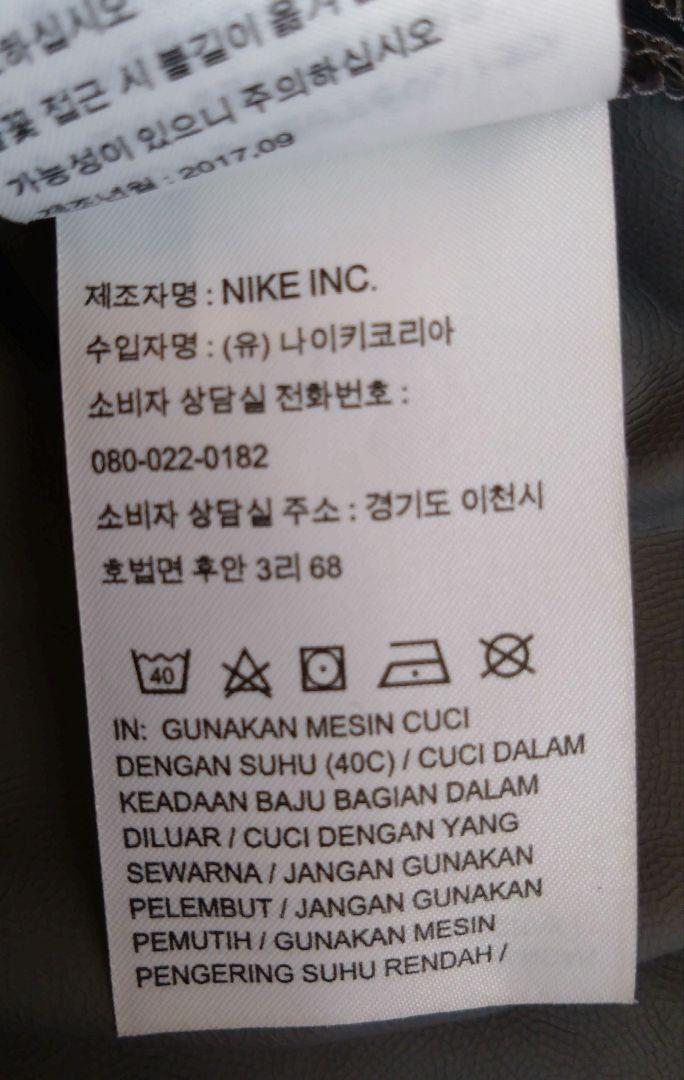 하십시오
꽃 접근 시 불길이 옮겨
가능성이 있으니 주의하십시오
제조년월 : 2017.09
제조자명 : NIKE INC.
수입자명 : (유) 나이키코리아
소비자 상담실 전화번호 :
080-022-0182
소비자 상담실 주소 : 경기도 이천시
호법면 후안 3리 68
40
IN: GUNAKAN MESIN CUCI
DENGAN SUHU (40C) / CUCI DALAM
KEADAAN BAJU BAGIAN DALAM
DILUAR / CUCI DENGAN YANG
SEWARNA / JANGAN GUNAKAN
PELEMBUT / JANGAN GUNAKAN
PEMUTIH / GUNAKAN MESIN
PENGERING SUHU RENDAH /